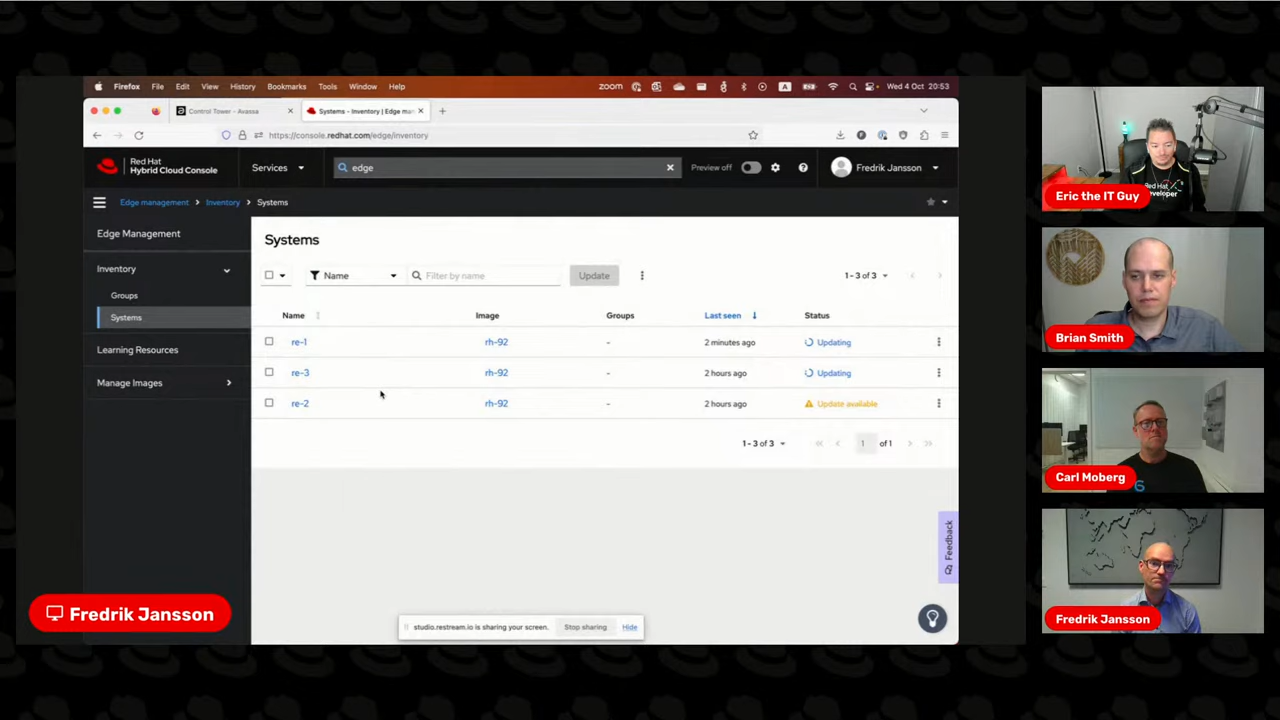 Firefox File Edit View History Bookmarks Tools Window Help zoom A Wed 4 Oct 20:53
Control Tower - Avassa Systems - Inventory | Edge man
https://console.redhat.com/edge/inventory
Red Hat
Hybrid Cloud Console
Services
edge
Preview off
Fredrik Jansson
Edge management > Inventory > Systems
Edge Management
Inventory
Groups
Systems
Learning Resources
Manage Images
Systems
Name Filter by name Update 1 - 3 of 3
Name Image Groups Last seen Status
re-1 rh-92 - 2 minutes ago Updating
re-3 rh-92 - 2 hours ago Updating
re-2 rh-92 - 2 hours ago Update available
1 - 3 of 3 1 of 1
Feedback
studio.restream.io is sharing your screen. Stop sharing Hide
Fredrik Jansson
Red Hat
Developer
Eric the IT Guy
Brian Smith
Carl Moberg
Fredrik Jansson